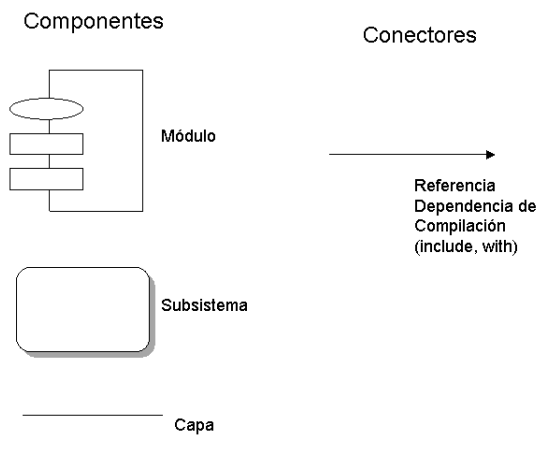 Componentes
Conectores
Módulo
Referencia
Dependencia de
Compilación
(include, with)
Subsistema
Capa